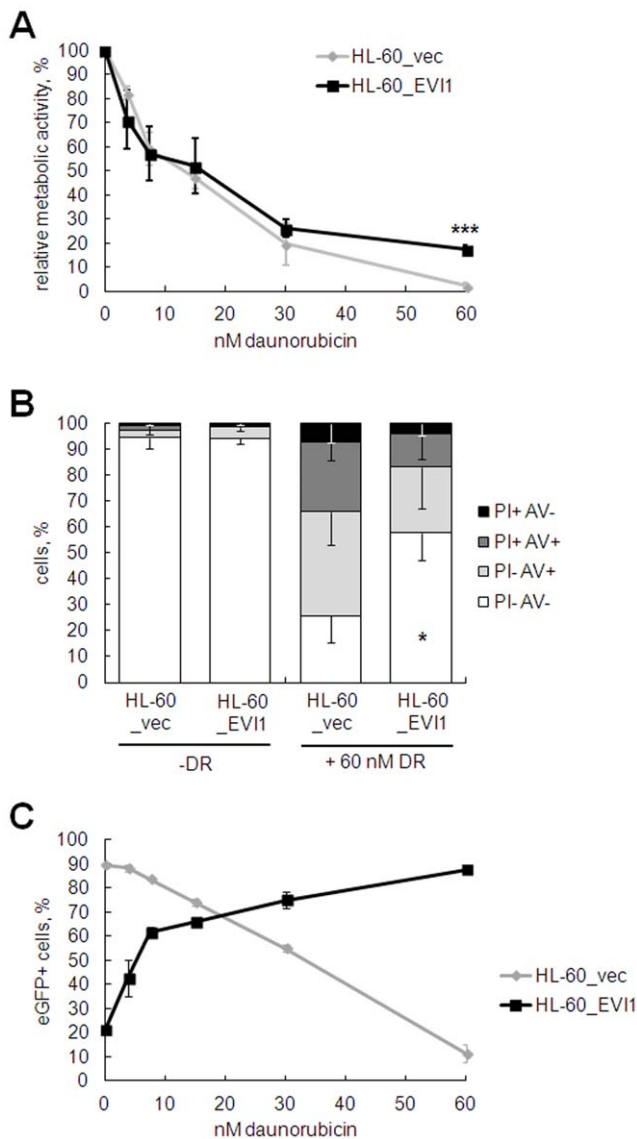 A
HL-60_vec
HL-60_EVI1
relative metabolic activity, %
100
90
80
70
60
50
40
30
20
10
0
***
0 10 20 30 40 50 60
nM daunorubicin
B
cells, %
100
90
80
70
60
50
40
30
20
10
0
*
PI+ AV-
PI+ AV+
PI- AV+
PI- AV-
HL-60 HL-60 HL-60 HL-60
_vec _EVI1 _vec _EVI1
-DR + 60 nM DR
C
eGFP+ cells, %
100
90
80
70
60
50
40
30
20
10
0
HL-60_vec
HL-60_EVI1
0 10 20 30 40 50 60
nM daunorubicin